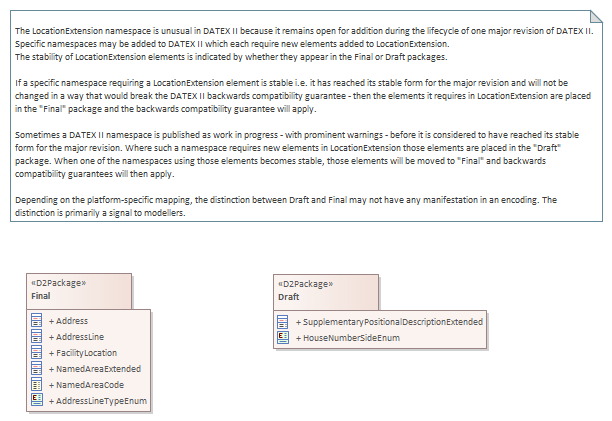 The LocationExtension namespace is unusual in DATEX II because it remains open for addition during the lifecycle of one major revision of DATEX II.
Specific namespaces may be added to DATEX II which each require new elements added to LocationExtension.
The stability of LocationExtension elements is indicated by whether they appear in the Final or Draft packages.
If a specific namespace requiring a LocationExtension element is stable i.e. it has reached its stable form for the major revision and will not be
changed in a way that would break the DATEX II backwards compatibility guarantee - then the elements it requires in LocationExtension are placed
in the "Final" package and the backwards compatibility guarantee will apply.
Sometimes a DATEX II namespace is published as work in progress - with prominent warnings - before it is considered to have reached its stable
form for the major revision. Where such a namespace requires new elements in LocationExtension those elements are placed in the "Draft"
package. When one of the namespaces using those elements becomes stable, those elements will be moved to "Final" and backwards
compatibility guarantees will then apply.
Depending on the platform-specific mapping, the distinction between Draft and Final may not have any manifestation in an encoding. The
distinction is primarily a signal to modellers.
«D2Package»
Final
+ Address
+ AddressLine
+ FacilityLocation
+ NamedAreaExtended
+ NamedAreaCode
+ AddressLineTypeEnum
«D2Package»
Draft
+ SupplementaryPositionalDescriptionExtended
+ HouseNumberSideEnum